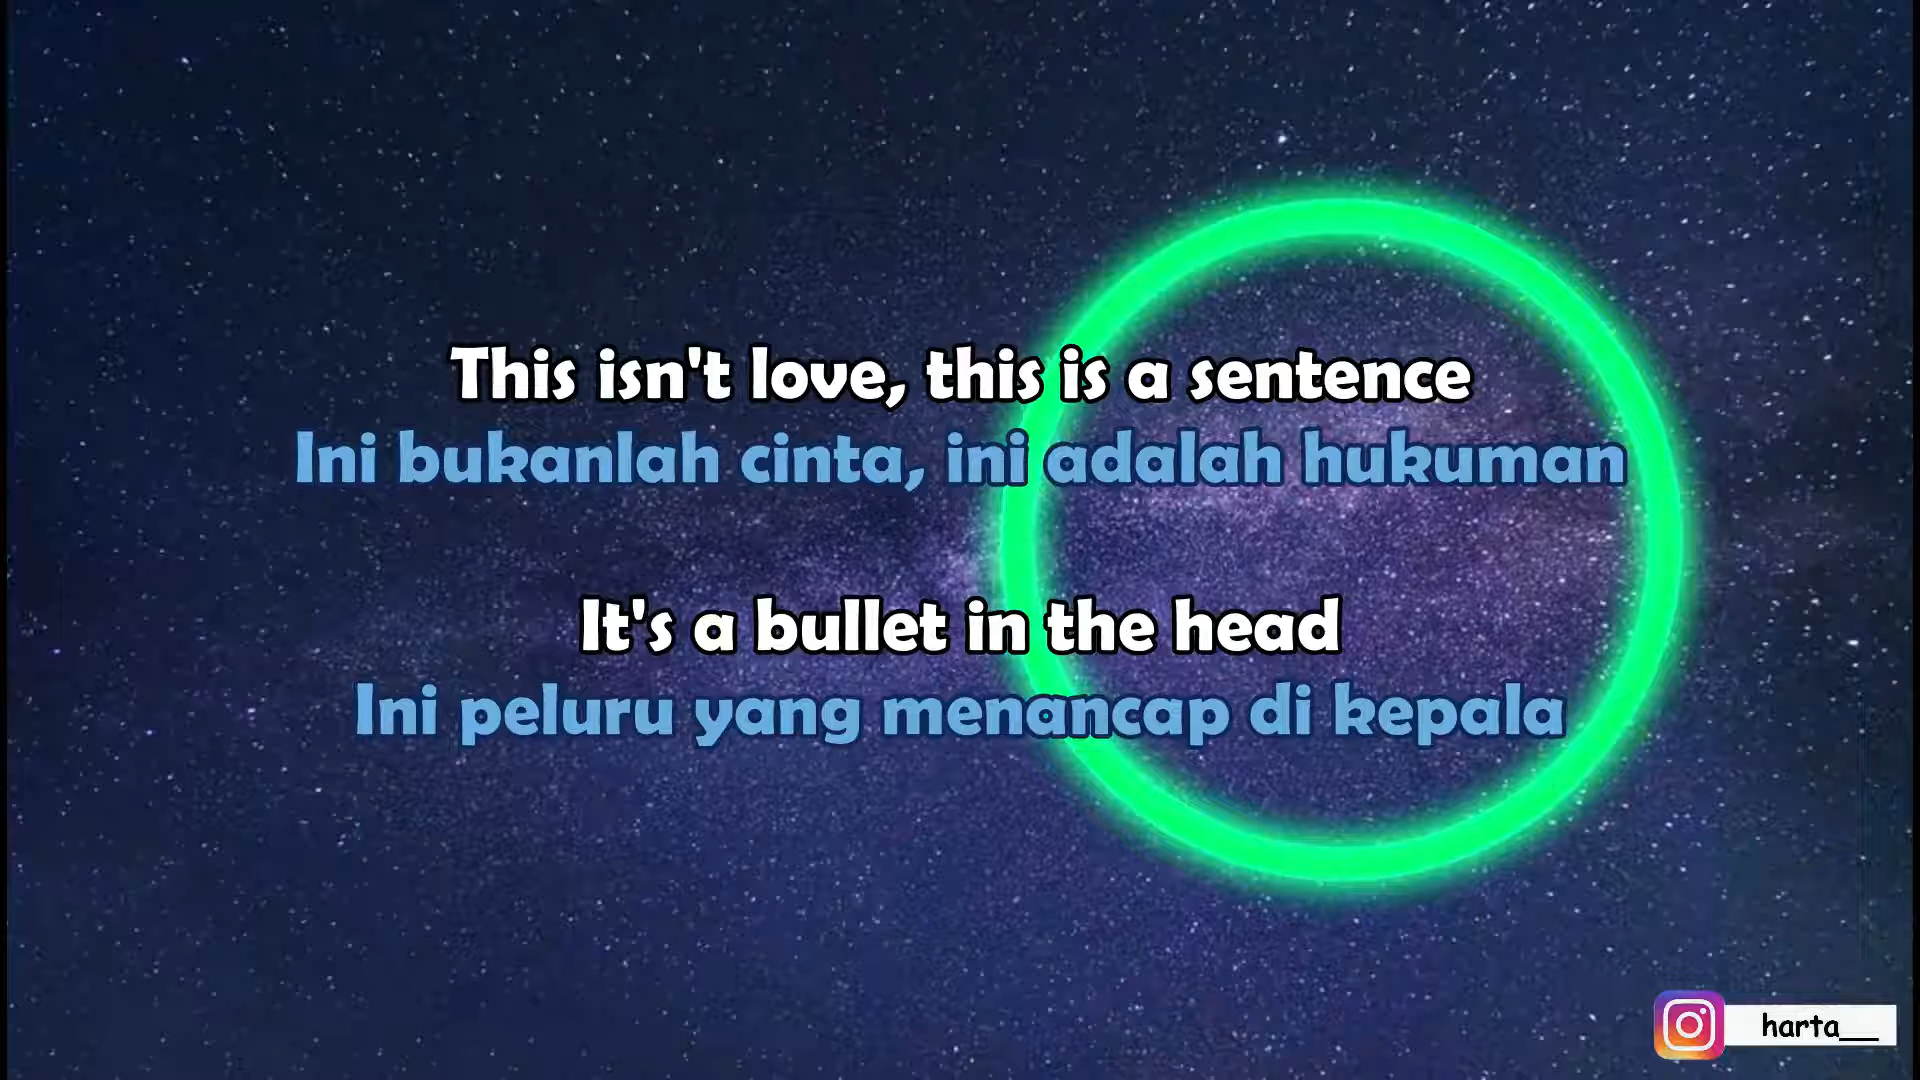 This isn't love, this is a sentence
Ini bukanlah cinta, ini adalah hukuman
It's a bullet in the head
Ini peluru yang menancap di kepala
harta__